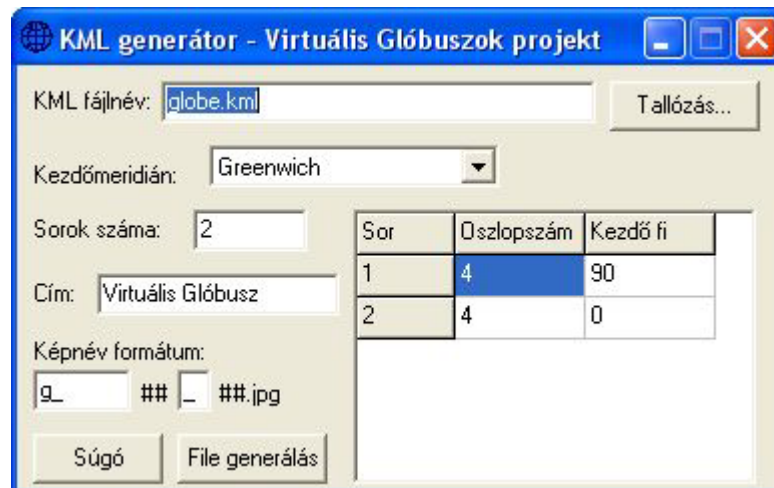 KML generátor - Virtuális Glóbuszok projekt
KML fájlnév: globe.kml Tallózás...
Kezdőmeridián: Greenwich
Sorok száma: 2
Cím: Virtuális Glóbusz
Képnév formátum:
g_ ## _ ##.jpg
Súgó File generálás
Sor Oszlopszám Kezdő fi
1 4 90
2 4 0